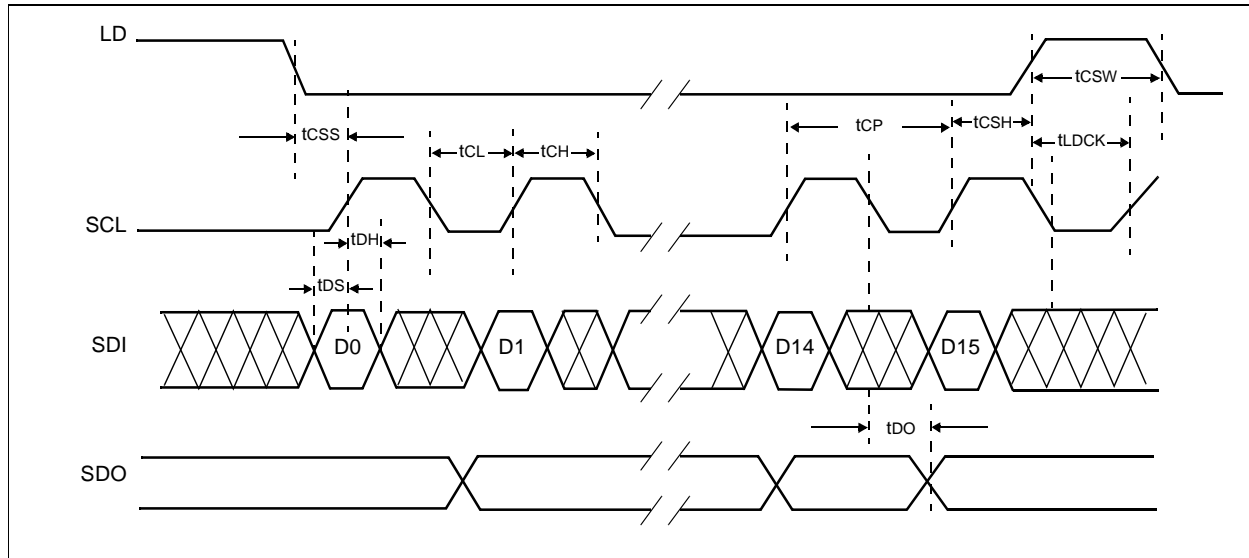 LD
tCSW
tCSS
tCP
tCSH
tCL
tCH
tLDCK
SCL
tDH
tDS
SDI
D0
D1
D14
D15
tDO
SDO